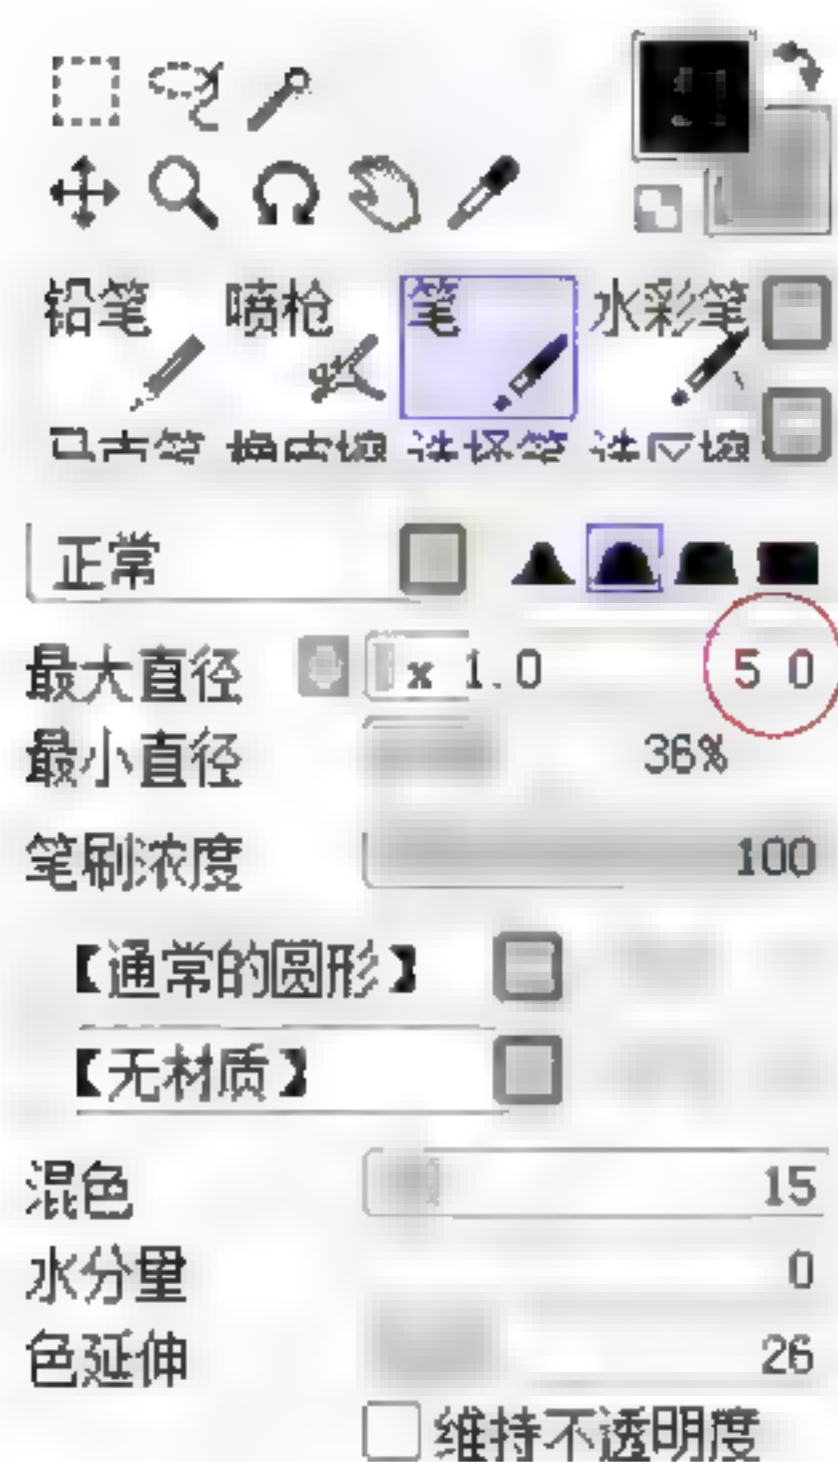 铅笔 喷枪 笔 水彩笔
正常
最大直径 x 1.0 5 0
最小直径 36%
笔刷浓度 100
【通常的圆形】
【无材质】
混色 15
水分量 0
色延伸 26
维持不透明度